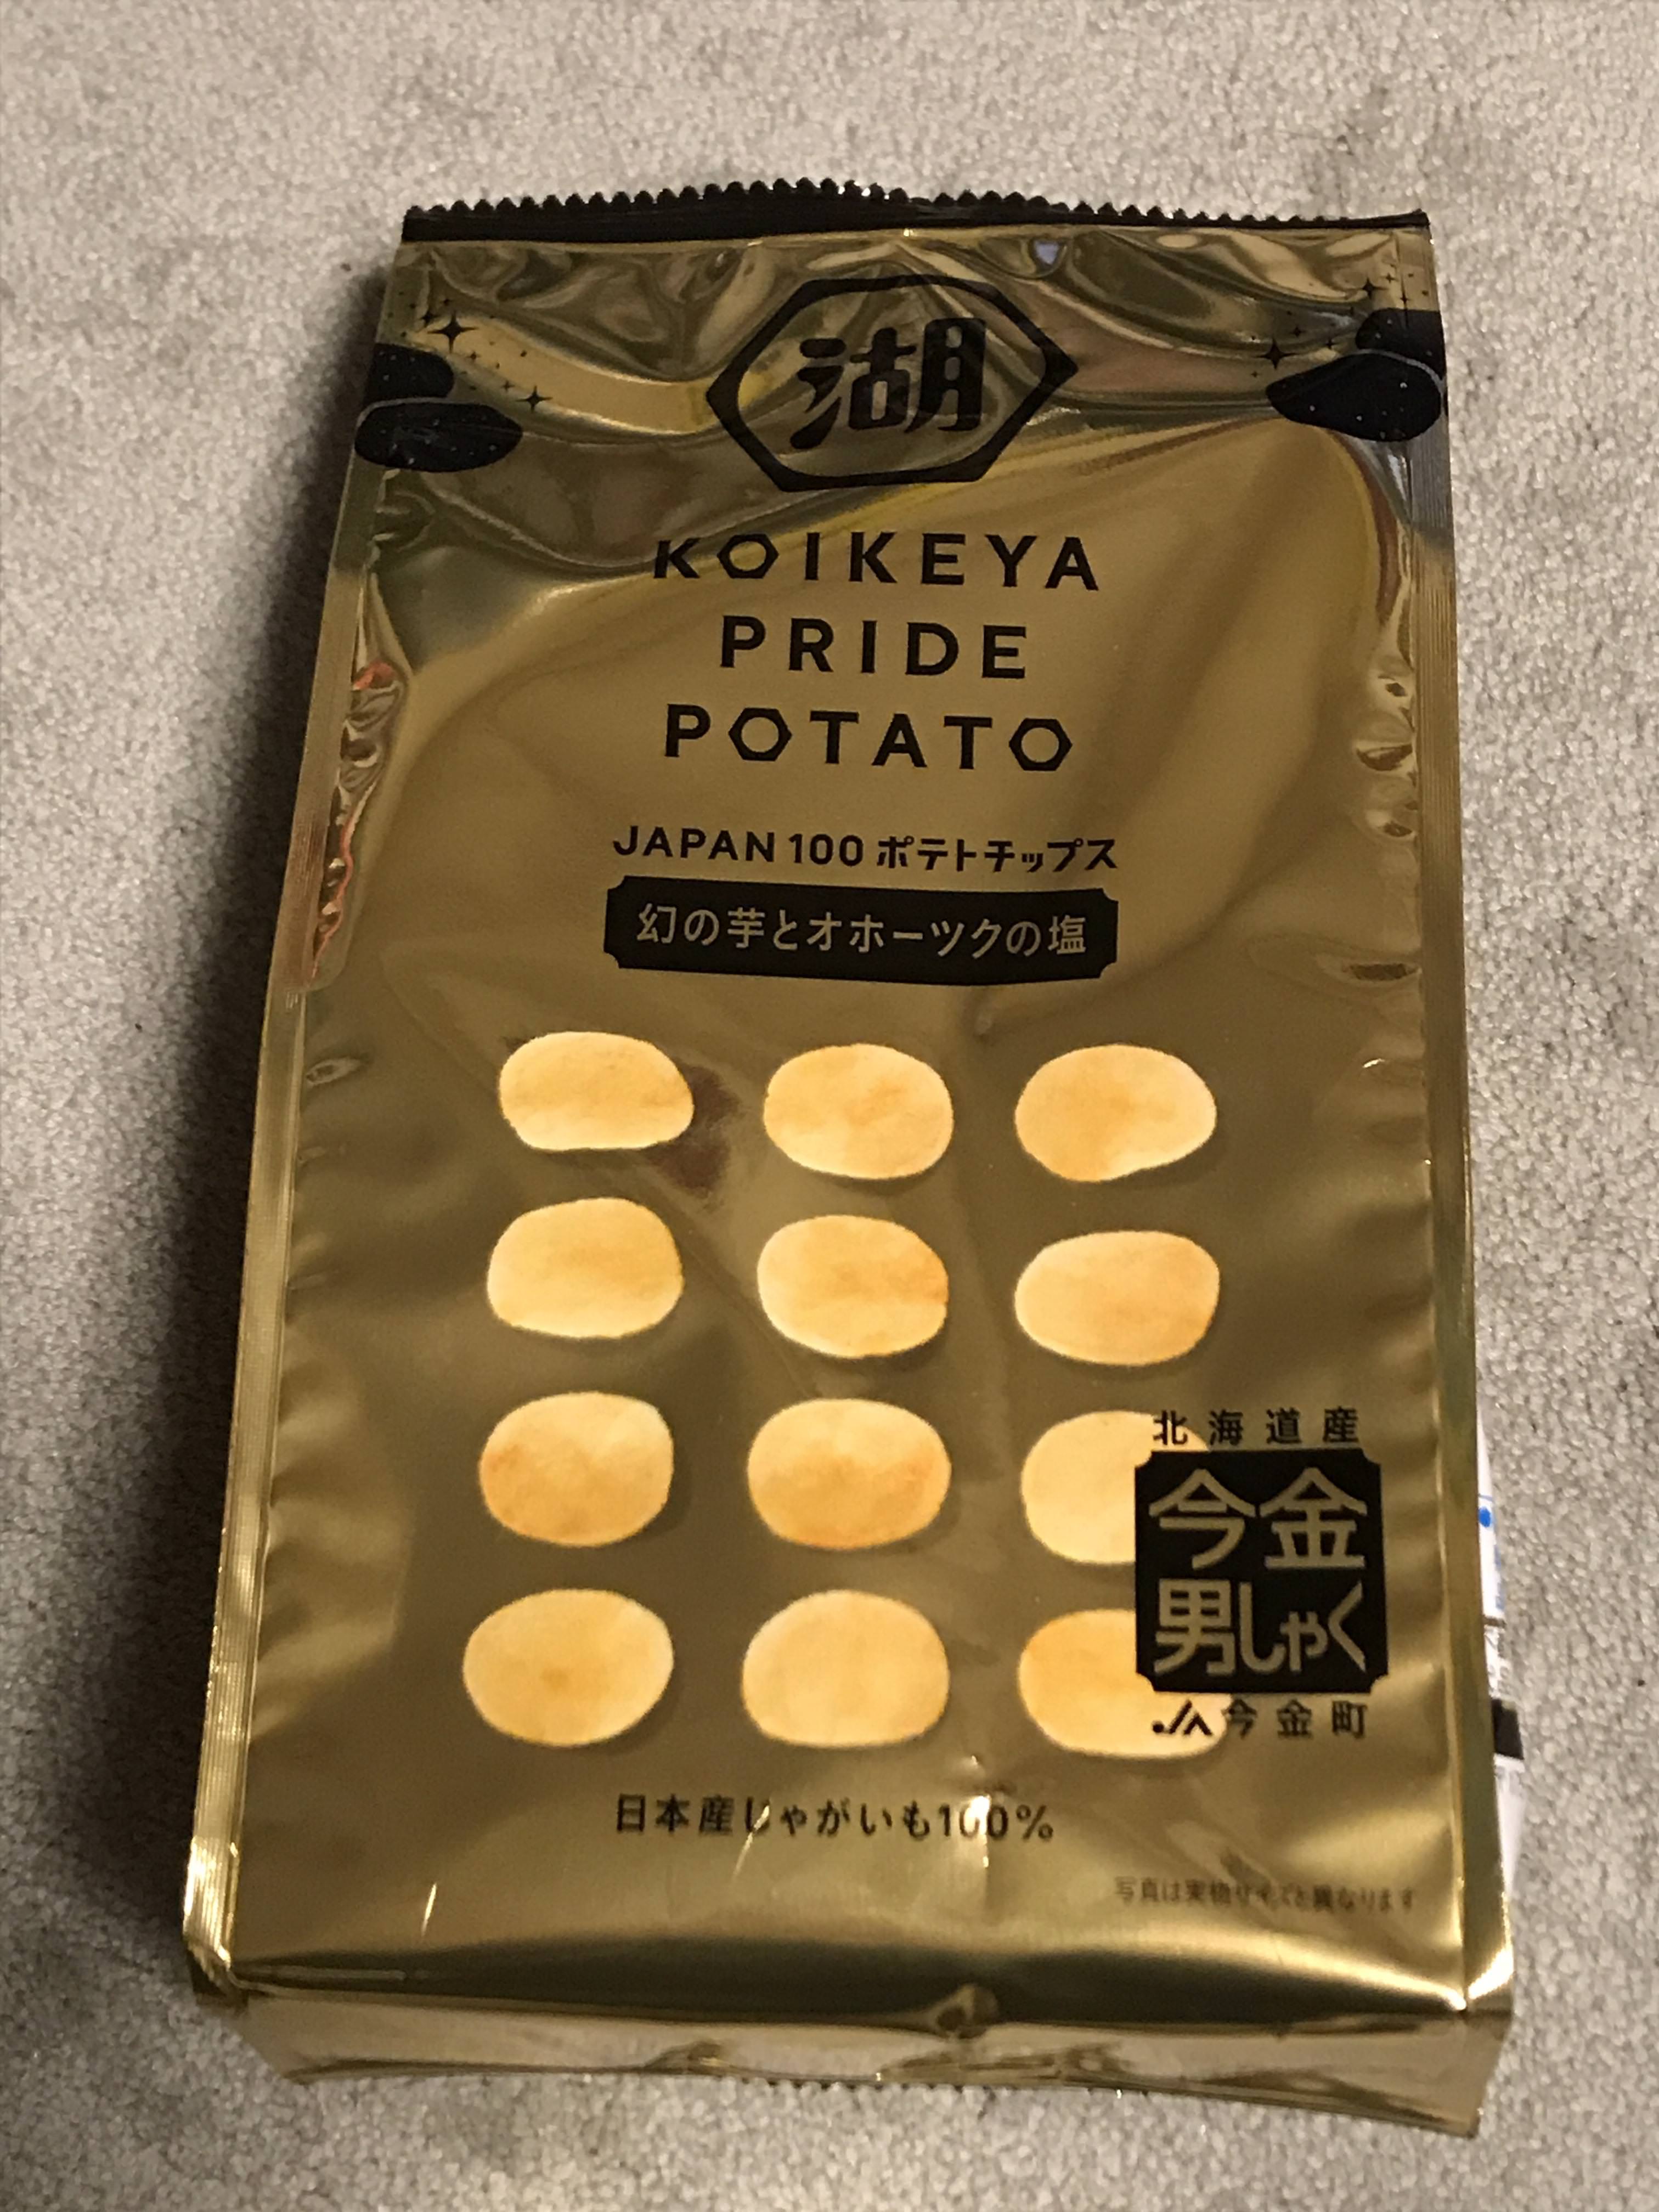 湖
KOIKEYA
PRIDE
POTATO
JAPAN 100 ポテトチップス
幻の芋とオホーツクの塩
北海道産
今金
男しゃく
JA今金町
日本産じゃがいも100%
写真は実物サイズと異なります